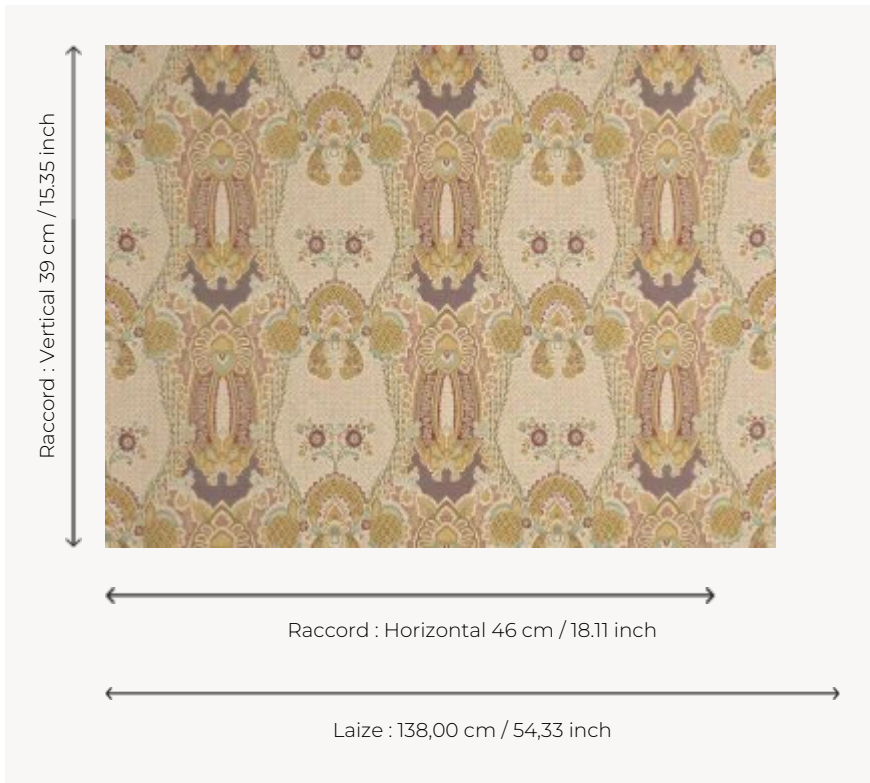 Raccord : Vertical 39 cm / 15.35 inch
Raccord : Horizontal 46 cm / 18.11 inch
Laize : 138,00 cm / 54,33 inch